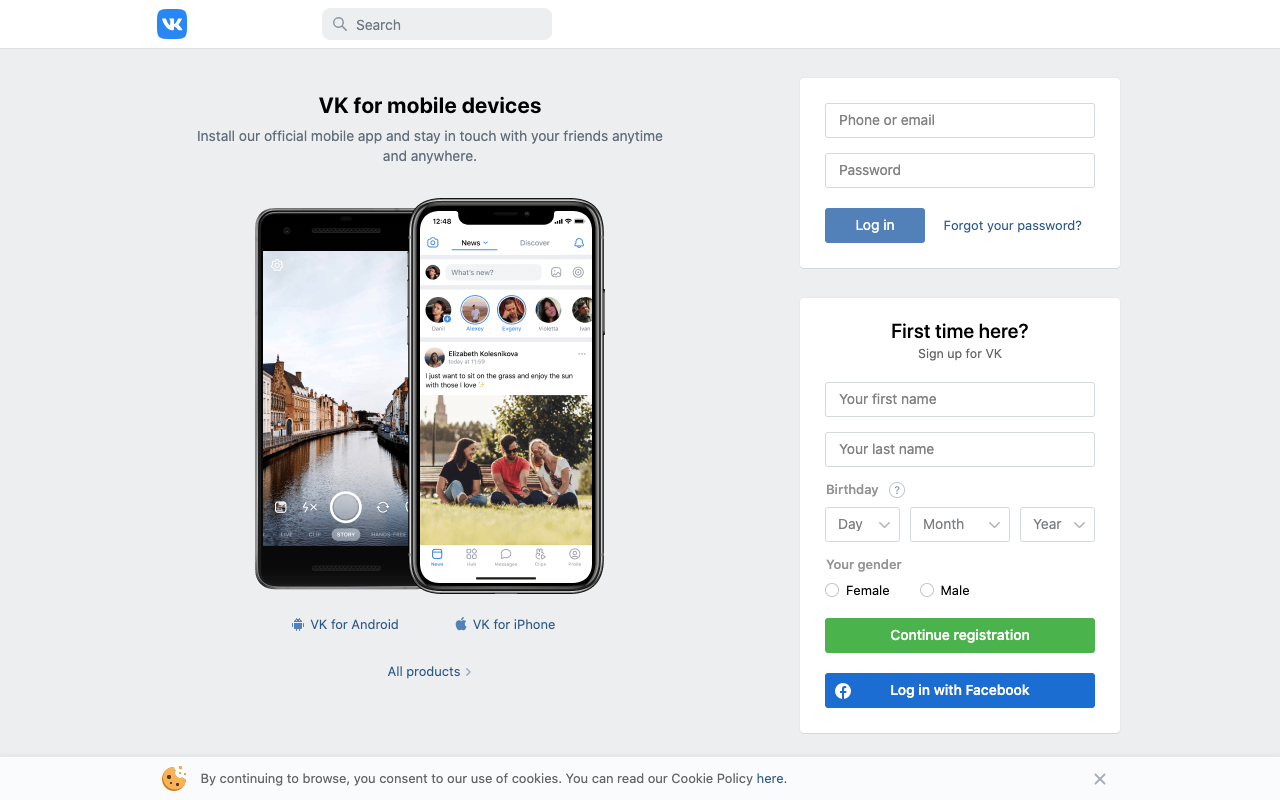 Search
VK for mobile devices
Install our official mobile app and stay in touch with your friends anytime
and anywhere.
12:48
News
Discover
What's new?
Danil
Alexey
Evgeny
Violetta
Ivan
Elizabeth Kolesnikova
today at 11:59
I just want to sit on the grass and enjoy the sun
with those I love
LIVE
CLIP
STORY
HANDS-FREE
News
Hub
Messages
Clips
Profile
VK for Android
VK for iPhone
All products
Phone or email
Password
Log in
Forgot your password?
First time here?
Sign up for VK
Your first name
Your last name
Birthday ?
Day
Month
Year
Your gender
Female
Male
Continue registration
Log in with Facebook
By continuing to browse, you consent to our use of cookies. You can read our Cookie Policy here.